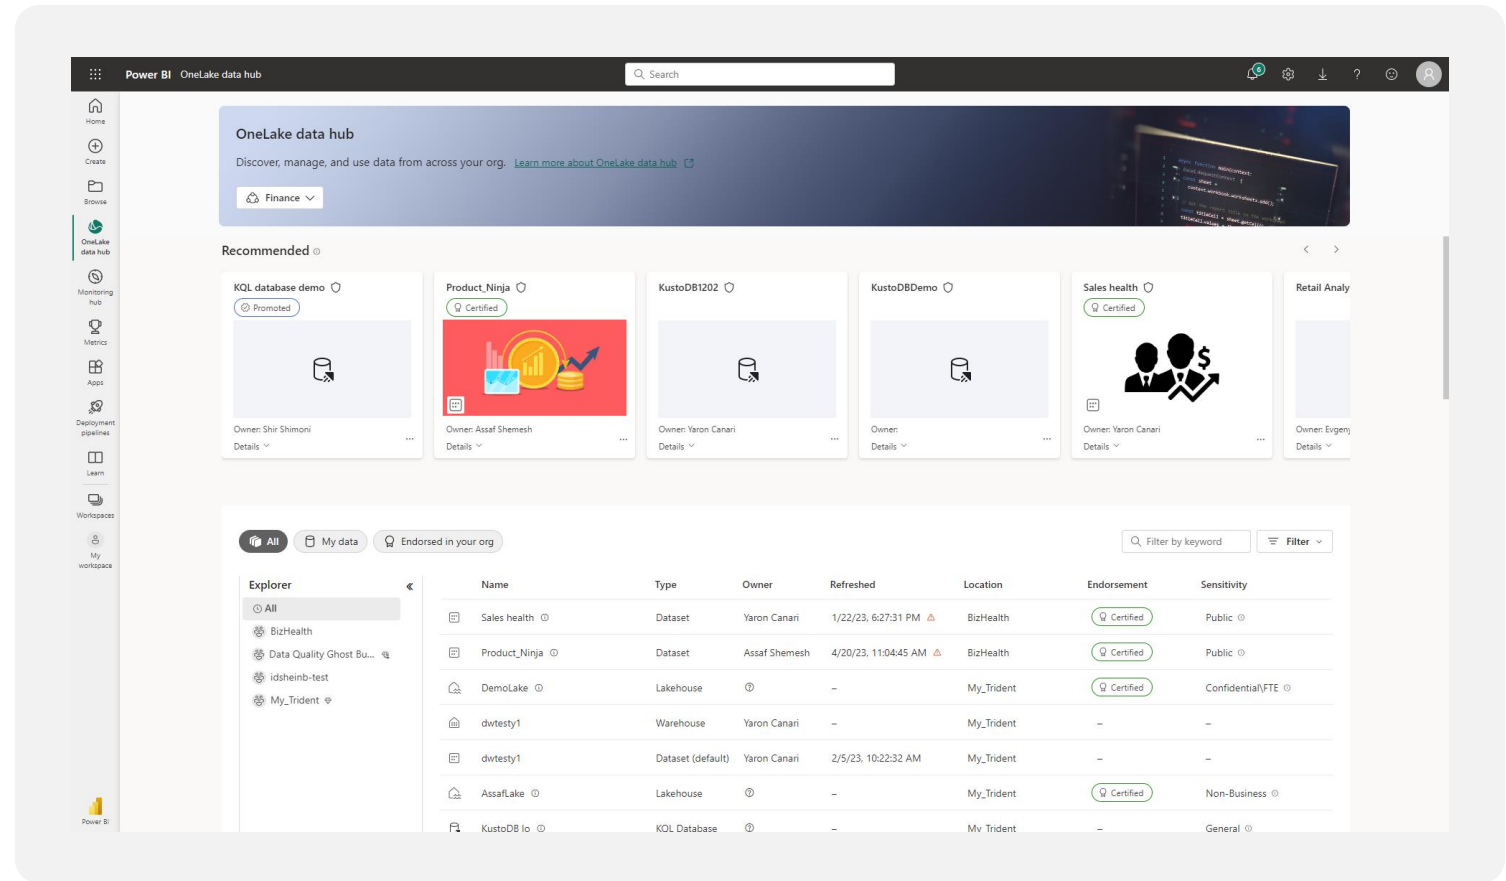 Power BI OneLake data hub
Search
6
Home
Create
Browse
OneLake
data hub
Monitoring
hub
Metrics
Apps
Deployment
pipelines
Learn
Workspaces
My
workspace
Power BI
OneLake data hub
Discover, manage, and use data from across your org. Learn more about OneLake data hub
Finance
Recommended
KQL database demo
Promoted
Owner: Shir Shimoni
Details
Product_Ninja
Certified
Owner: Assaf Shemesh
Details
KustoDB1202
Owner: Yaron Canari
Details
KustoDBDemo
Owner:
Details
Sales health
Certified
Owner: Yaron Canari
Details
Retail Analy
Owner: Evgeny
Details
All My data Endorsed in your org
Filter by keyword Filter
Explorer
All
BizHealth
Data Quality Ghost Bu...
idsheinb-test
My_Trident
Name Type Owner Refreshed Location Endorsement Sensitivity
Sales health Dataset Yaron Canari 1/22/23, 6:27:31 PM BizHealth Certified Public
Product_Ninja Dataset Assaf Shemesh 4/20/23, 11:04:45 AM BizHealth Certified Public
DemoLake Lakehouse – My_Trident Certified Confidential\FTE
dwtesty1 Warehouse Yaron Canari – My_Trident – –
dwtesty1 Dataset (default) Yaron Canari 2/5/23, 10:22:32 AM My_Trident – –
AssafLake Lakehouse – My_Trident Certified Non-Business
KustoDB lo KQL Database – My Trident – General